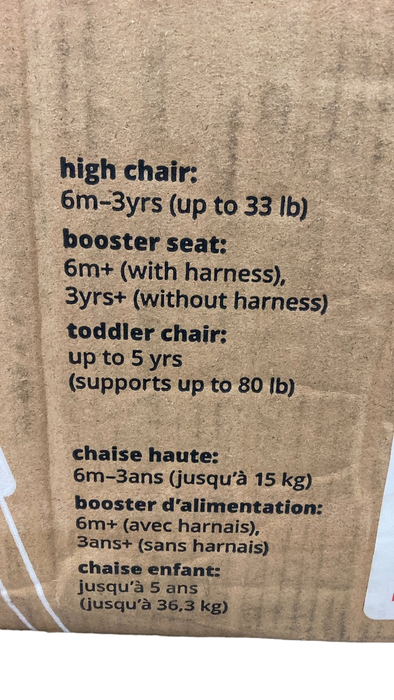 high chair:
6m–3yrs (up to 33 lb)
booster seat:
6m+ (with harness),
3yrs+ (without harness)
toddler chair:
up to 5 yrs
(supports up to 80 lb)
chaise haute:
6m–3ans (jusqu'à 15 kg)
booster d'alimentation:
6m+ (avec harnais),
3ans+ (sans harnais)
chaise enfant:
jusqu'à 5 ans
(jusqu'à 36,3 kg)